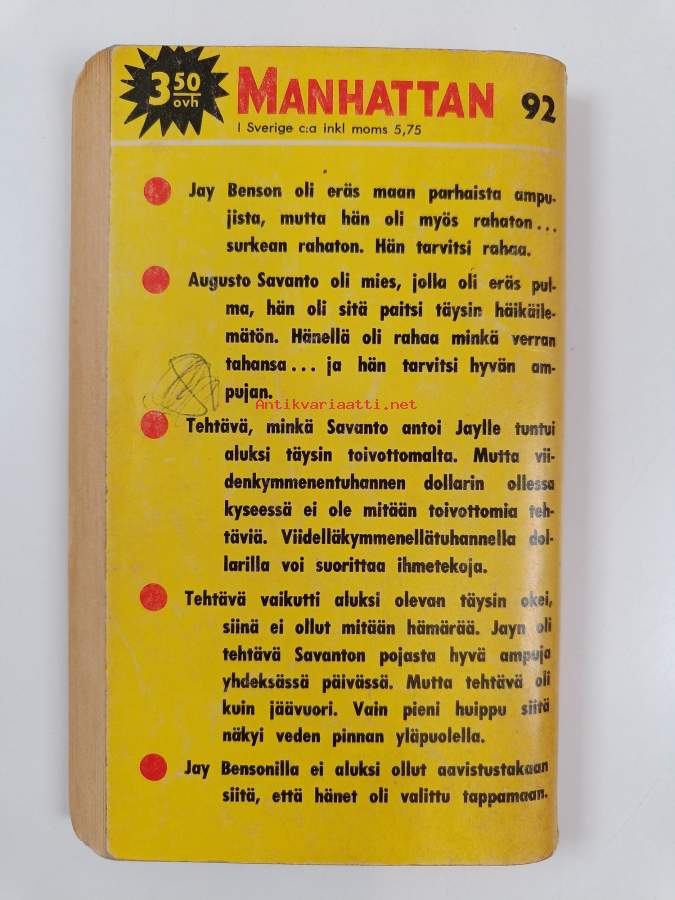 3 50
ovh
MANHATTAN 92
I Sverige c:a inkl moms 5,75
Jay Benson oli eräs maan parhaista ampu-
jista, mutta hän oli myös rahaton...
surkean rahaton. Hän tarvitsi rahaa.
Augusto Savanto oli mies, jolla oli eräs pul-
ma, hän oli sitä paitsi täysin häikäile-
mätön. Hänellä oli rahaa minkä verran
tahansa... ja hän tarvitsi hyvän am-
pujan.
Antikvariaatti.net
Tehtävä, minkä Savanto antoi Jaylle tuntui
aluksi täysin toivottomalta. Mutta vii-
denkymmenentuhannen dollarin ollessa
kyseessä ei ole mitään toivottomia teh-
täviä. Viidelläkymmenellätuhannella dol-
larilla voi suorittaa ihmetekoja.
Tehtävä vaikutti aluksi olevan täysin okei,
siinä ei ollut mitään hämärää. Jayn oli
tehtävä Savanton pojasta hyvä ampuja
yhdeksässä päivässä. Mutta tehtävä oli
kuin jäävuori. Vain pieni huippu siitä
näkyi veden pinnan yläpuolella.
Jay Bensonilla ei aluksi ollut aavistustakaan
siitä, että hänet oli valittu tappamaan.